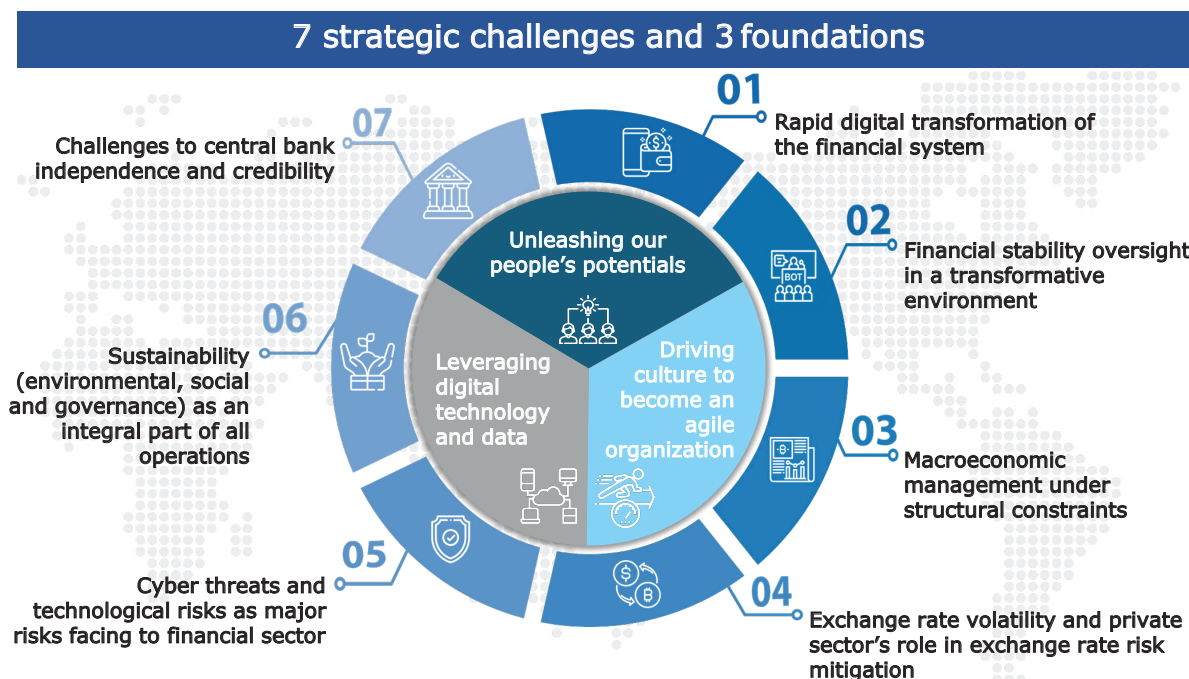 7 strategic challenges and 3 foundations
01
Rapid digital transformation of
the financial system
02
Financial stability oversight
in a transformative
environment
03
Macroeconomic
management under
structural constraints
04
Exchange rate volatility and private
sector's role in exchange rate risk
mitigation
05
Cyber threats and
technological risks as major
risks facing to financial sector
06
Sustainability
(environmental, social
and governance) as an
integral part of all
operations
07
Challenges to central bank
independence and credibility
Unleashing our
people's potentials
Leveraging
digital
technology
and data
Driving
culture to
become an
agile
organization
BOT
$
$
B
B